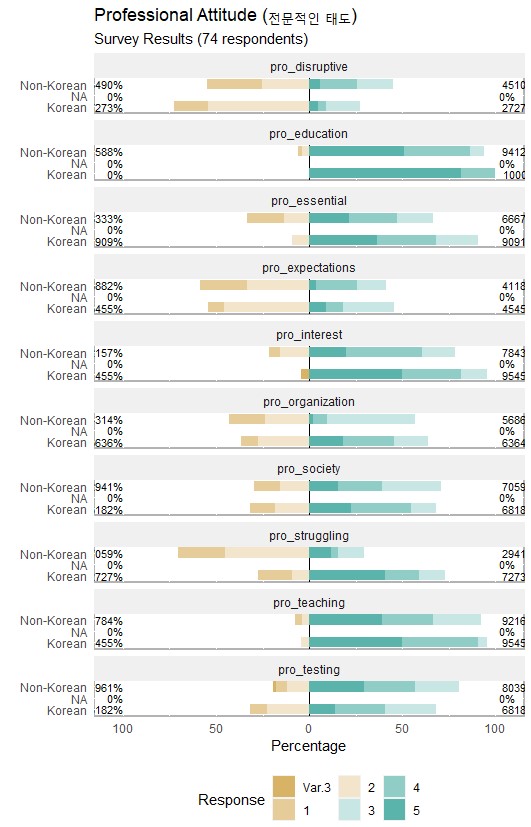 Professional Attitude (전문적인 태도)
Survey Results (74 respondents)
pro_disruptive
Non-Korean 490% 4510
NA 0% 0%
Korean 273% 2727
pro_education
Non-Korean 588% 9412
NA 0% 0%
Korean 0% 1000
pro_essential
Non-Korean 333% 6667
NA 0% 0%
Korean 909% 9091
pro_expectations
Non-Korean 882% 4118
NA 0% 0%
Korean 455% 4545
pro_interest
Non-Korean 157% 7843
NA 0% 0%
Korean 455% 9545
pro_organization
Non-Korean 314% 5686
NA 0% 0%
Korean 636% 6364
pro_society
Non-Korean 941% 7059
NA 0% 0%
Korean 182% 6818
pro_struggling
Non-Korean 059% 2941
NA 0% 0%
Korean 727% 7273
pro_teaching
Non-Korean 784% 9216
NA 0% 0%
Korean 455% 9545
pro_testing
Non-Korean 961% 8039
NA 0% 0%
Korean 182% 6818
100 50 0 50 100
Percentage
Response Var.3 2 4
1 3 5